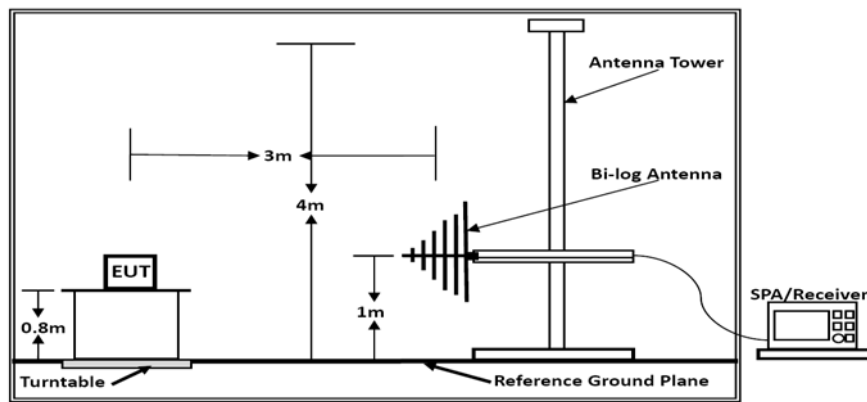 Antenna Tower
3m
Bi-log Antenna
4m
EUT
SPA/Receiver
0.8m
1m
Turntable
Reference Ground Plane